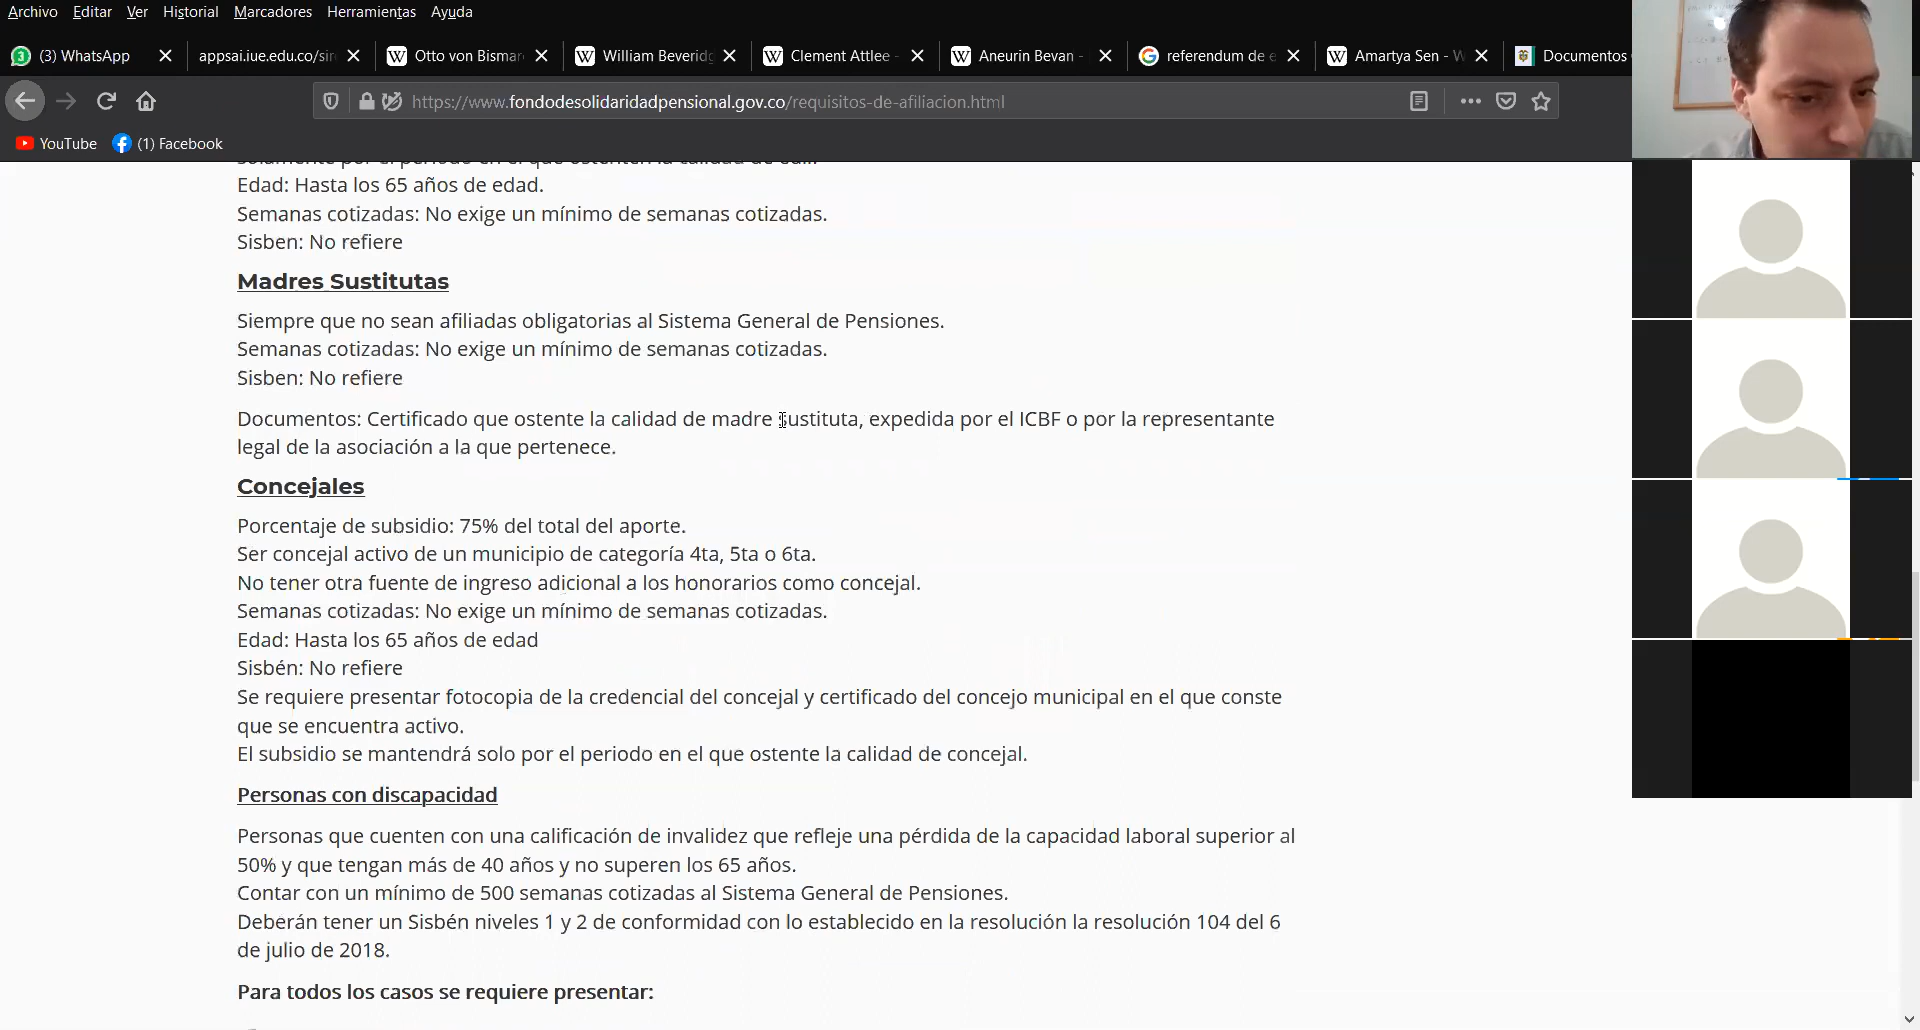 Archivo Editar Ver Historial Marcadores Herramientas Ayuda
(3) WhatsApp appsai.iue.edu.co/sir Otto von Bismar William Beveridg Clement Attlee - Aneurin Bevan - referendum de e Amartya Sen - W Documentos
https://www.fondodesolidaridadpensional.gov.co/requisitos-de-afiliacion.html
YouTube (1) Facebook
Solamente por el periodo en el que ostenten la calidad de
Edad: Hasta los 65 años de edad.
Semanas cotizadas: No exige un mínimo de semanas cotizadas.
Sisben: No refiere
Madres Sustitutas
Siempre que no sean afiliadas obligatorias al Sistema General de Pensiones.
Semanas cotizadas: No exige un mínimo de semanas cotizadas.
Sisben: No refiere
Documentos: Certificado que ostente la calidad de madre sustituta, expedida por el ICBF o por la representante
legal de la asociación a la que pertenece.
Concejales
Porcentaje de subsidio: 75% del total del aporte.
Ser concejal activo de un municipio de categoría 4ta, 5ta o 6ta.
No tener otra fuente de ingreso adicional a los honorarios como concejal.
Semanas cotizadas: No exige un mínimo de semanas cotizadas.
Edad: Hasta los 65 años de edad
Sisbén: No refiere
Se requiere presentar fotocopia de la credencial del concejal y certificado del concejo municipal en el que conste
que se encuentra activo.
El subsidio se mantendrá solo por el periodo en el que ostente la calidad de concejal.
Personas con discapacidad
Personas que cuenten con una calificación de invalidez que refleje una pérdida de la capacidad laboral superior al
50% y que tengan más de 40 años y no superen los 65 años.
Contar con un mínimo de 500 semanas cotizadas al Sistema General de Pensiones.
Deberán tener un Sisbén niveles 1 y 2 de conformidad con lo establecido en la resolución la resolución 104 del 6
de julio de 2018.
Para todos los casos se requiere presentar: